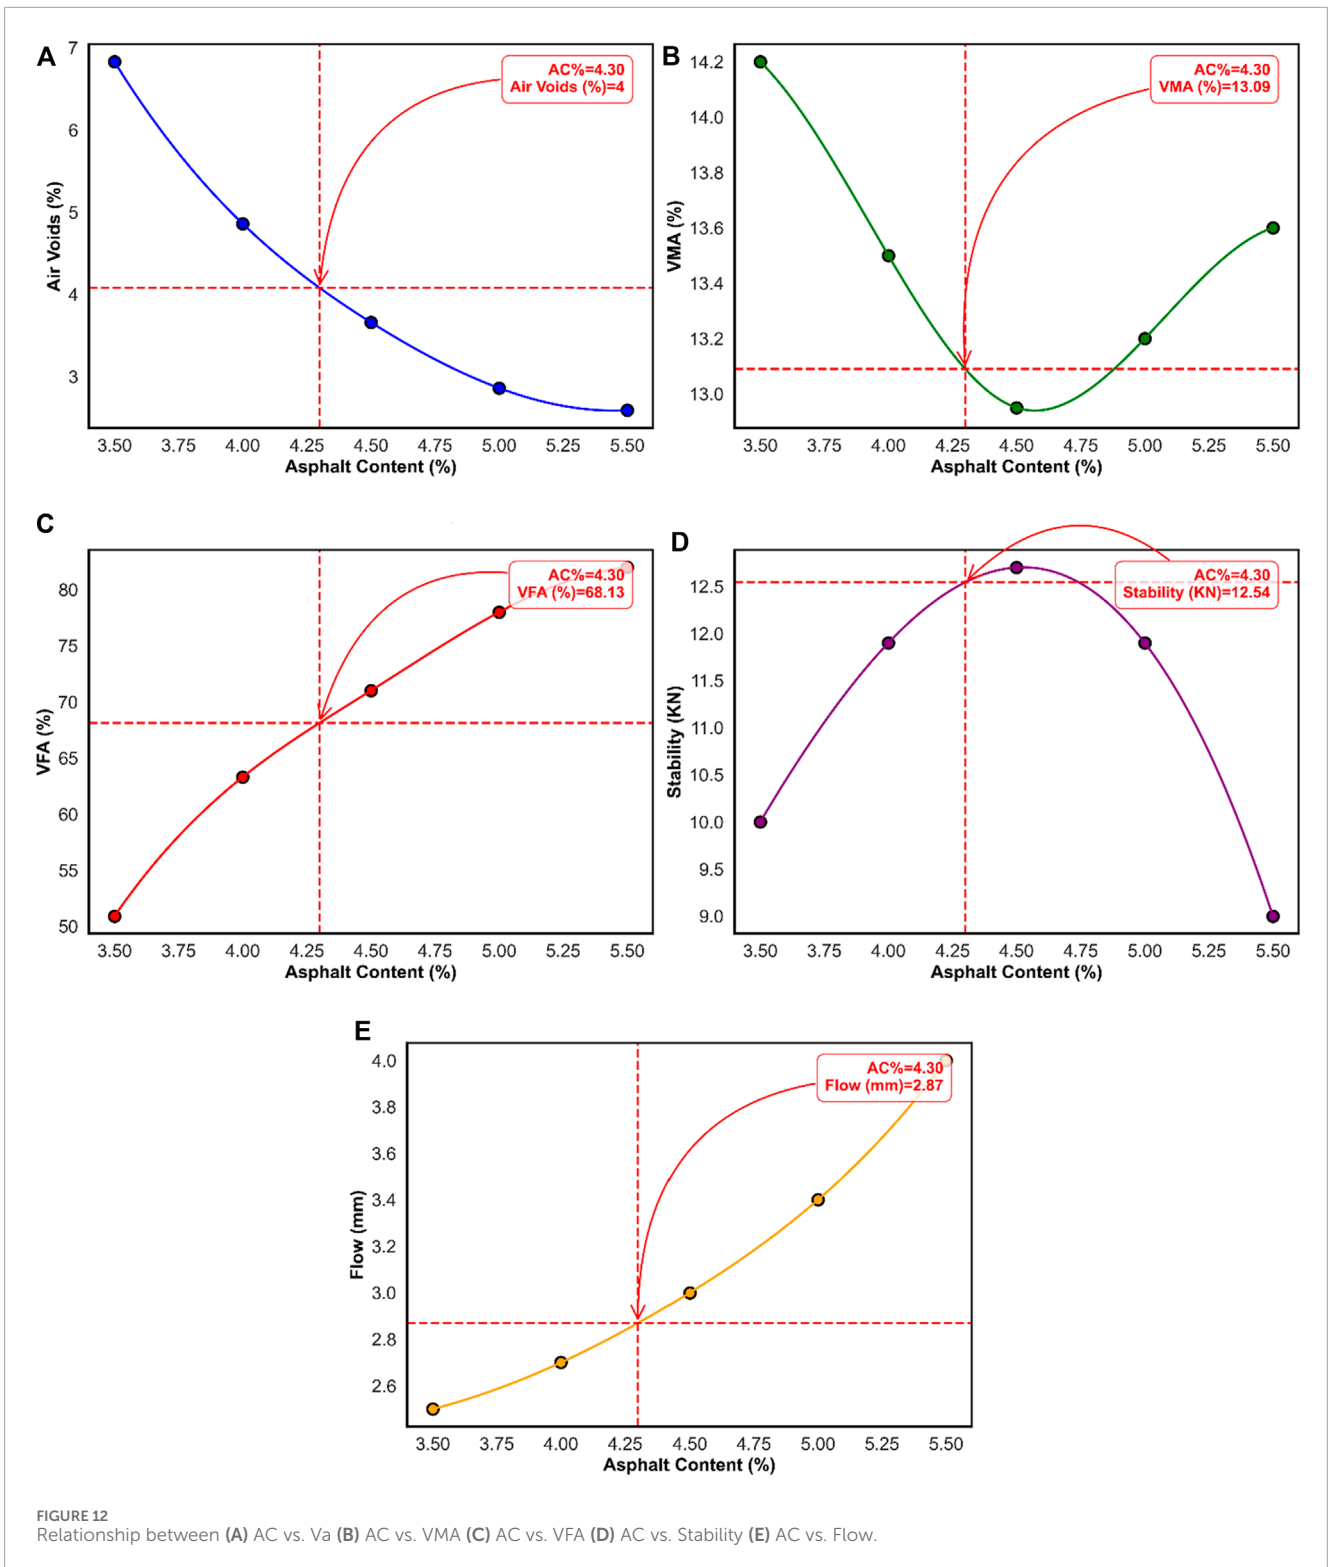 A
7
6
5
4
3
Air Voids (%)
AC%=4.30
Air Voids (%)=4
3.50 3.75 4.00 4.25 4.50 4.75 5.00 5.25 5.50
Asphalt Content (%)
B
14.2
14.0
13.8
13.6
13.4
13.2
13.0
VMA (%)
AC%=4.30
VMA (%)=13.09
3.50 3.75 4.00 4.25 4.50 4.75 5.00 5.25 5.50
Asphalt Content (%)
C
80
75
70
65
60
55
50
VFA (%)
AC%=4.30
VFA (%)=68.13
3.50 3.75 4.00 4.25 4.50 4.75 5.00 5.25 5.50
Asphalt Content (%)
D
12.5
12.0
11.5
11.0
10.5
10.0
9.5
9.0
Stability (KN)
AC%=4.30
Stability (KN)=12.54
3.50 3.75 4.00 4.25 4.50 4.75 5.00 5.25 5.50
Asphalt Content (%)
E
4.0
3.8
3.6
3.4
3.2
3.0
2.8
2.6
Flow (mm)
AC%=4.30
Flow (mm)=2.87
3.50 3.75 4.00 4.25 4.50 4.75 5.00 5.25 5.50
Asphalt Content (%)
FIGURE 12
Relationship between (A) AC vs. Va (B) AC vs. VMA (C) AC vs. VFA (D) AC vs. Stability (E) AC vs. Flow.